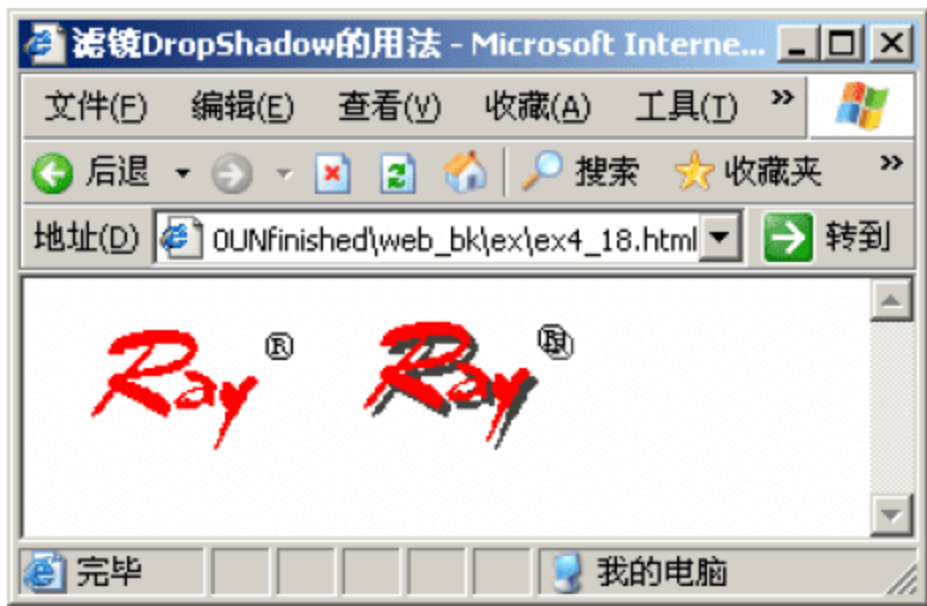 滤镜DropShadow的用法 - Microsoft Interne...
文件(F) 编辑(E) 查看(V) 收藏(A) 工具(T) »
后退 搜索 收藏夹 »
地址(D) 0UNfinished\web_bk\ex\ex4_18.html 转到
Ray ® Ray ®
完毕 我的电脑